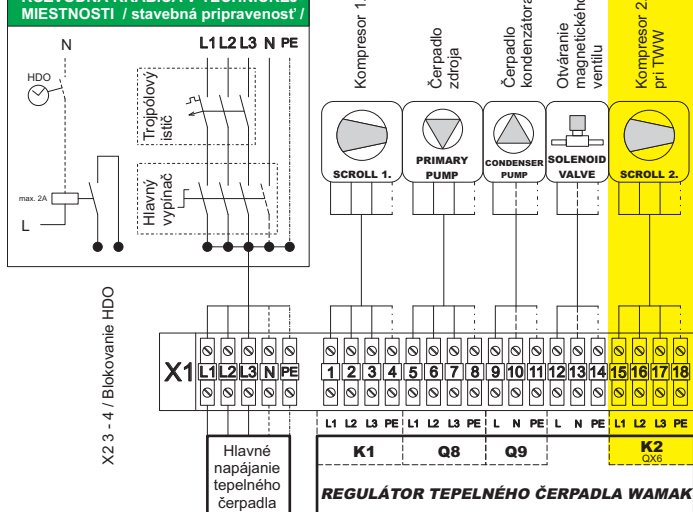 MIESTNOSTI / stavebná pripravenosť /
N
HDO
max. 2A
L
L1 L2 L3 N PE
Trojpólový
istič
Hlavný
vypínač
X2 3 - 4 / Blokovanie HDO
Kompresor 1.
Čerpadlo
zdroja
Čerpadlo
kondenzátora
Otváranie
magnetického
ventilu
Kompresor 2.
pri TWW
SCROLL 1.
PRIMARY
PUMP
CONDENSER
PUMP
SOLENOID
VALVE
SCROLL 2.
X1
L1 L2 L3 N PE
1 2 3 4 5 6 7 8 9 10 11 12 13 14 15 16 17 18
L1 L2 L3 PE L1 L2 L3 PE L N PE L N PE L1 L2 L3 PE
K1
Q8
Q9
K2
QX6
Hlavné
napájanie
tepelného
čerpadla
REGULÁTOR TEPELNÉHO ČERPADLA WAMAK